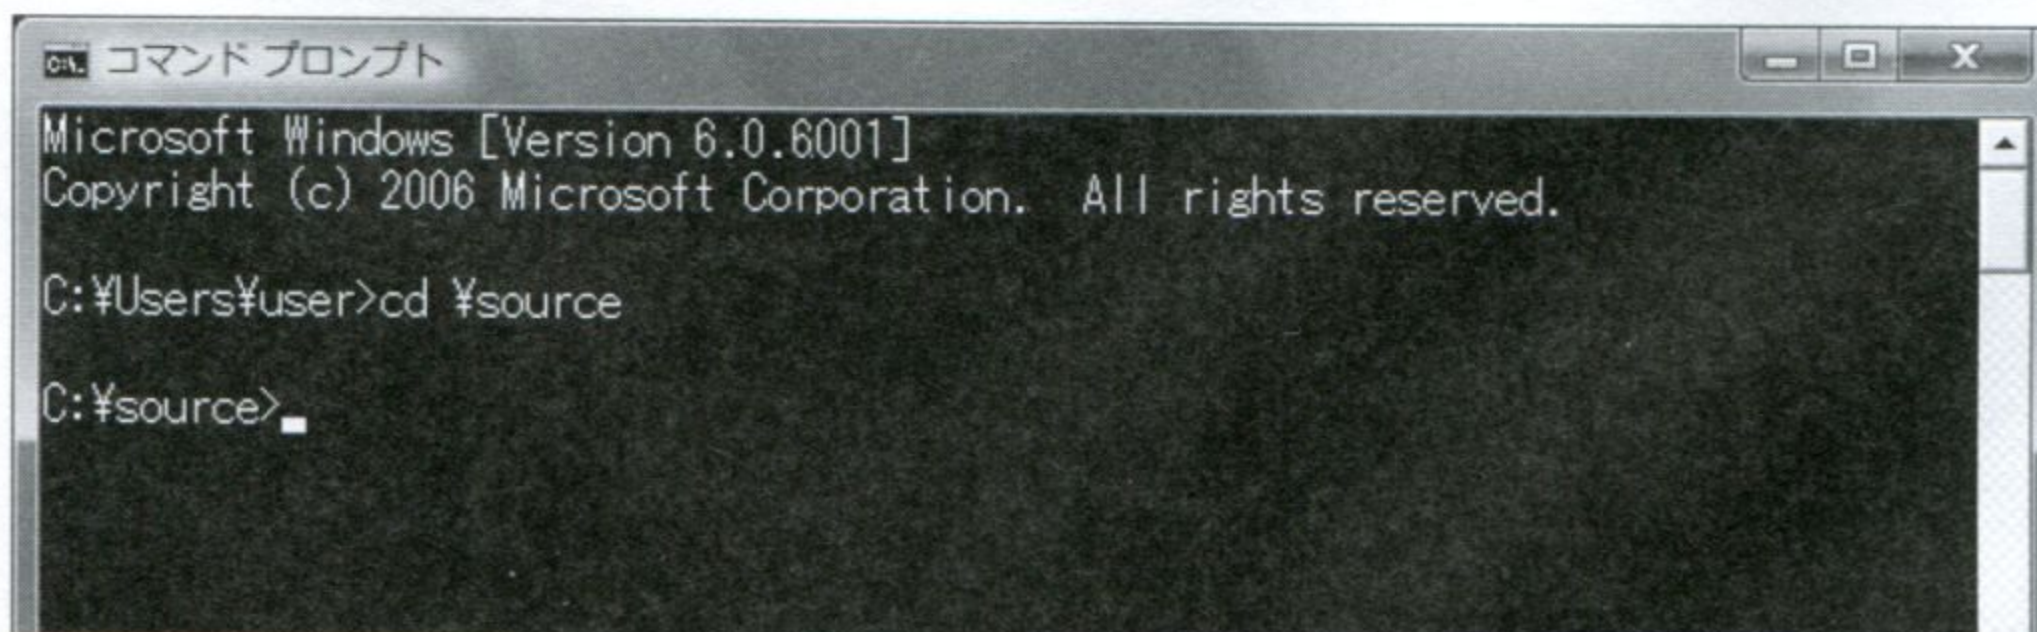 コマンド プロンプト
Microsoft Windows [Version 6.0.6001]
Copyright (c) 2006 Microsoft Corporation.  All rights reserved.
C:¥Users¥user>cd ¥source
C:¥source>